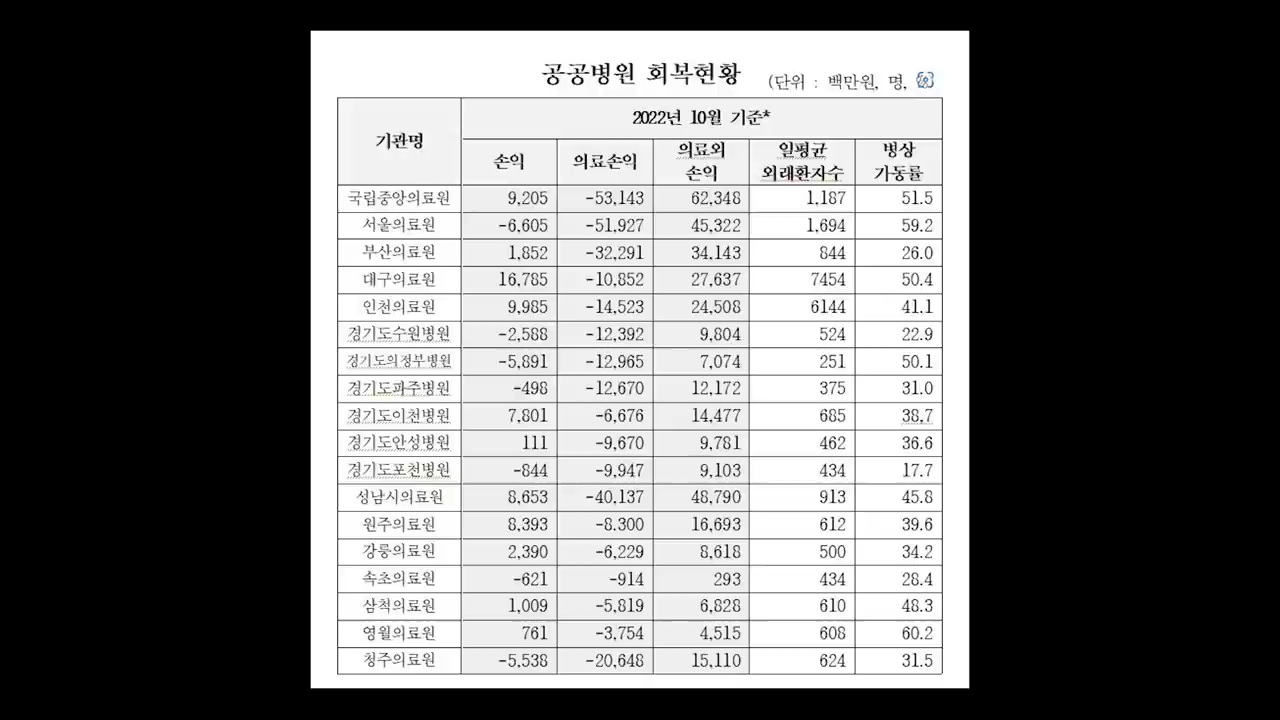 공공병원 회복현황 (단위 : 백만원, 명,
기관명 2022년 10월 기준*
손익 의료손익 의료외 손익 일평균 외래환자수 병상 가동률
국립중앙의료원 9,205 -53,143 62,348 1,187 51.5
서울의료원 -6,605 -51,927 45,322 1,694 59.2
부산의료원 1,852 -32,291 34,143 844 26.0
대구의료원 16,785 -10,852 27,637 7454 50.4
인천의료원 9,985 -14,523 24,508 6144 41.1
경기도수원병원 -2,588 -12,392 9,804 524 22.9
경기도의정부병원 -5,891 -12,965 7,074 251 50.1
경기도파주병원 -498 -12,670 12,172 375 31.0
경기도이천병원 7,801 -6,676 14,477 685 38.7
경기도안성병원 111 -9,670 9,781 462 36.6
경기도포천병원 -844 -9,947 9,103 434 17.7
성남시의료원 8,653 -40,137 48,790 913 45.8
원주의료원 8,393 -8.300 16,693 612 39.6
강릉의료원 2,390 -6,229 8,618 500 34.2
속초의료원 -621 -914 293 434 28.4
삼척의료원 1,009 -5,819 6,828 610 48.3
영월의료원 761 -3,754 4,515 608 60.2
청주의료원 -5,538 -20,648 15,110 624 31.5